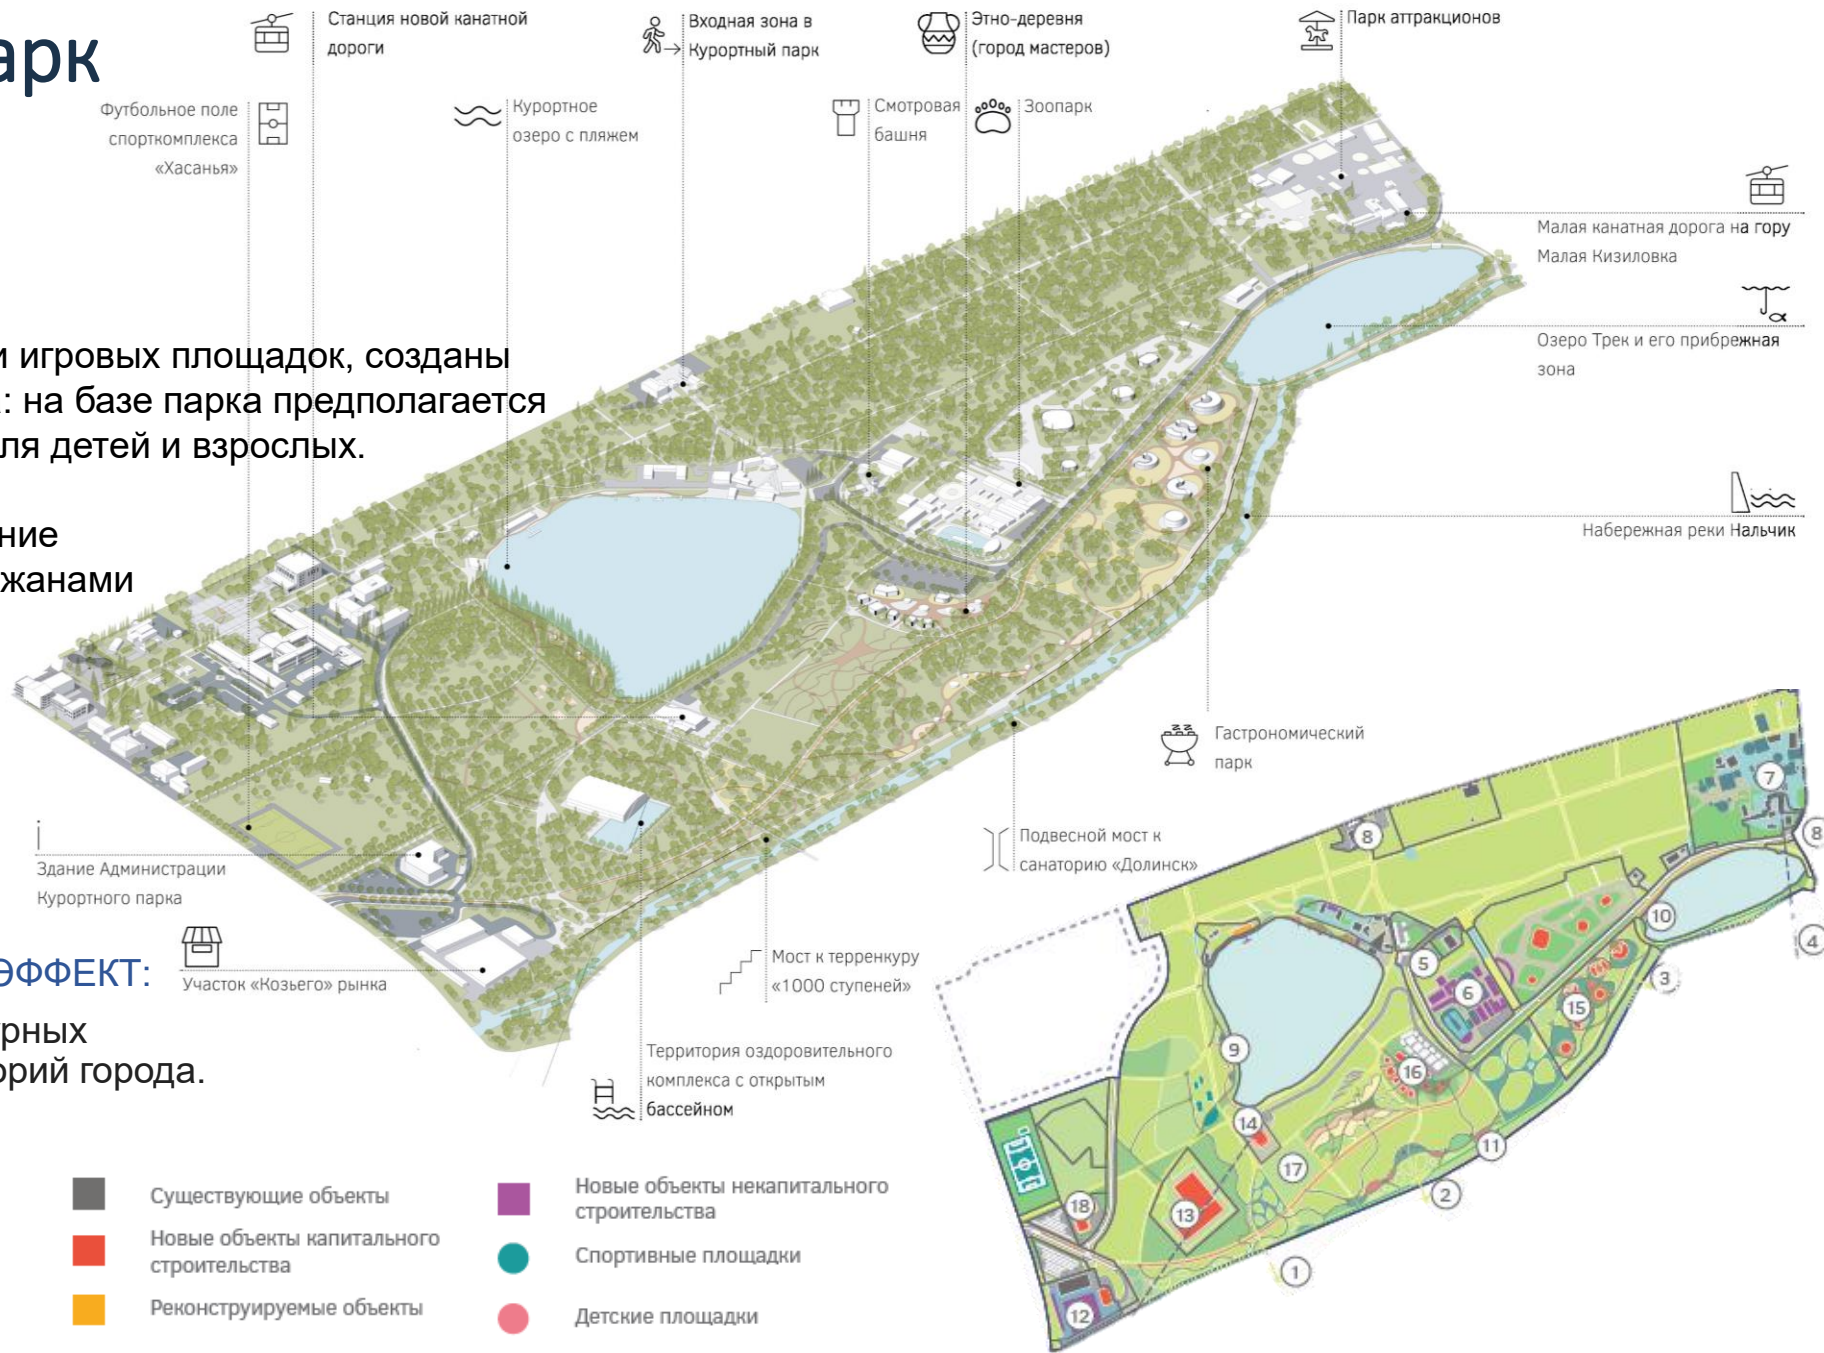 арк
Станция новой канатной
дороги
Входная зона в
Курортный парк
Этно-деревня
(город мастеров)
Парк аттракционов
Футбольное поле
спорткомплекса
«Хасанья»
Курортное
озеро с пляжем
Смотровая
башня
Зоопарк
Малая канатная дорога на гору
Малая Кизиловка
Озеро Трек и его прибрежная
зона
и игровых площадок, созданы
: на базе парка предполагается
ля детей и взрослых.
Набережная реки Нальчик
ние
жанами
Гастрономический
парк
Подвесной мост к
санаторию «Долинск»
Здание Администрации
Курортного парка
Участок «Козьего» рынка
Мост к терренкуру
«1000 ступеней»
Территория оздоровительного
комплекса с открытым
бассейном
ЭФФЕКТ:
урных
орий города.
7
8
8
10
4
5
3
6
15
9
16
14
11
17
2
18
13
1
12
Существующие объекты
Новые объекты капитального
строительства
Реконструируемые объекты
Новые объекты некапитального
строительства
Спортивные площадки
Детские площадки